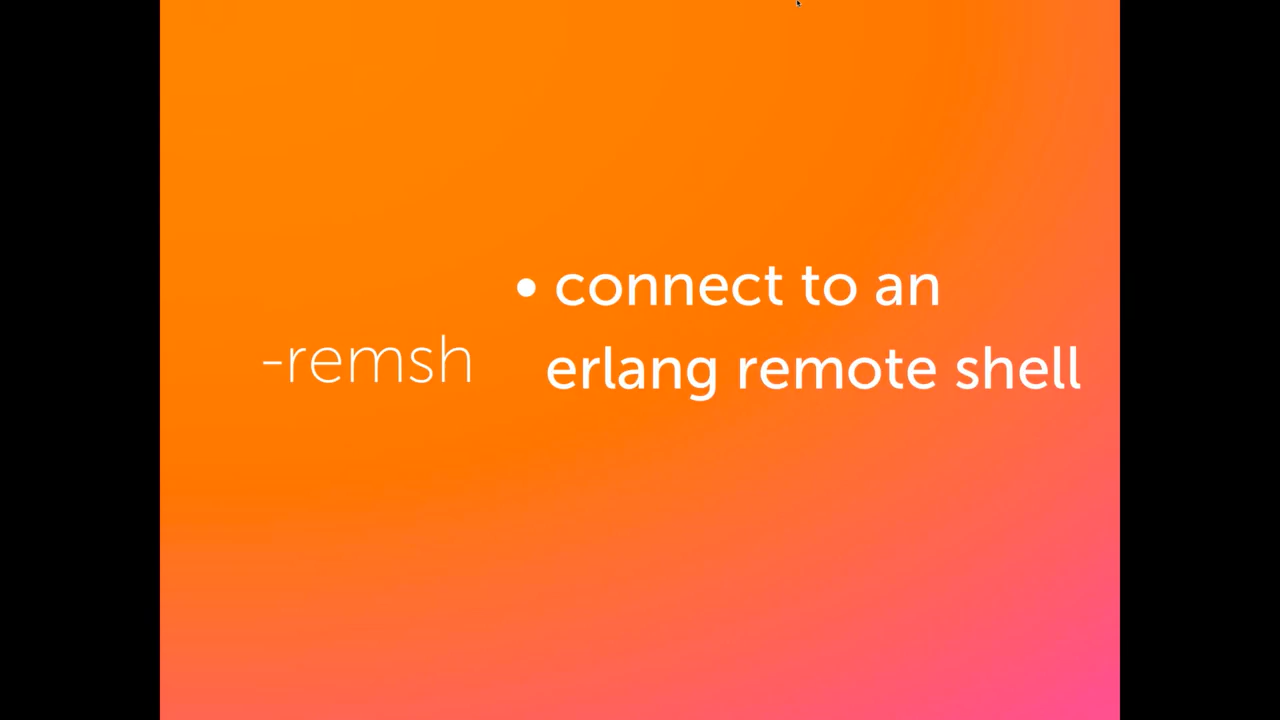 -remsh
• connect to an
erlang remote shell